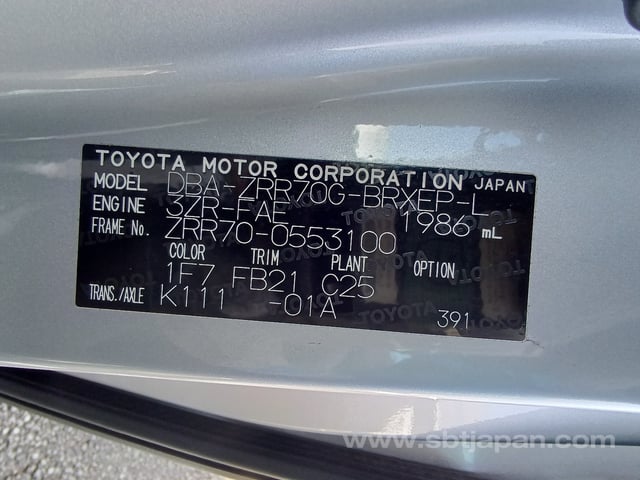 TOYOTA MOTOR CORPORATION JAPAN
MODEL DBA-ZRR70G-BRXEP-L
ENGINE 3ZR-FAE 1986 mL
FRAME No. ZRR70-0553100
COLOR TRIM PLANT OPTION
1F7 FB21 C25
TRANS./AXLE K111 -01A
391
www.sbtjapan.com